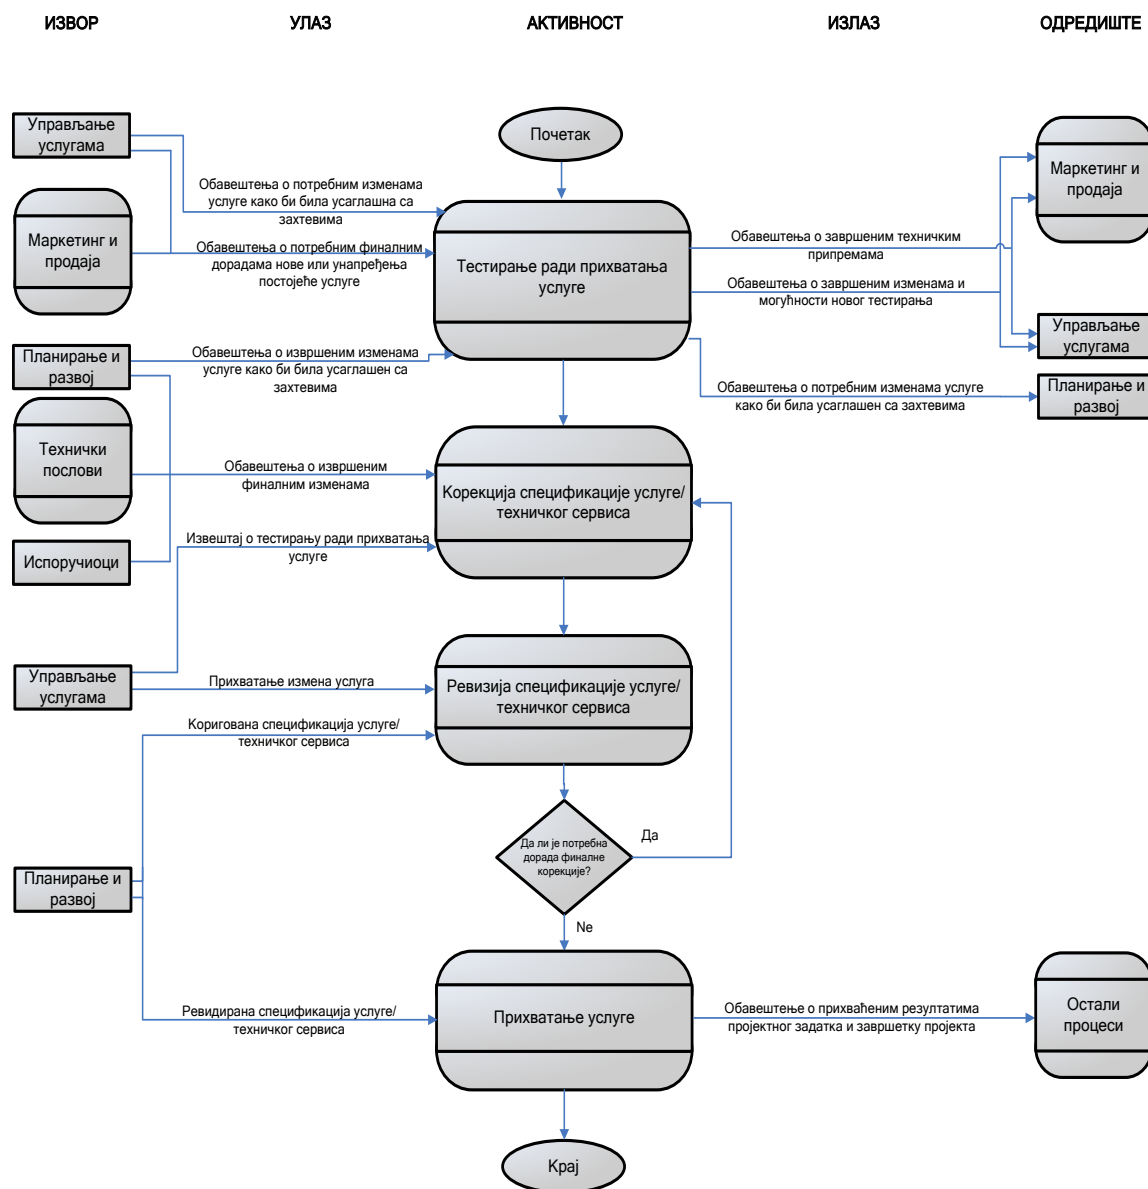 ИЗВОР
УЛАЗ
АКТИВНОСТ
ИЗЛАЗ
ОДРЕДИШТЕ
Управљање
услугама
Почетак
Маркетинг и
продаја
Обавештења о потребним изменама
услуге како би била усаглашна са
захтевима
Маркетинг и
продаја
Обавештења о потребним финалним
дорадама нове или унапређења
постојеће услуге
Тестирање ради прихватања
услуге
Обавештења о завршеним техничким
припремама
Обавештења о завршеним изменама и
могућности новог тестирања
Управљање
услугама
Планирање и
развој
Обавештења о извршеним изменама
услуге како би била усаглашен са
захтевима
Обавештења о потребним изменама услуге
како би била усаглашен са захтевима
Планирање и
развој
Технички
послови
Обавештења о извршеним
финалним изменама
Корекција спецификације услуге/
техничког сервиса
Испоручиоци
Извештај о тестирању ради прихватања
услуге
Управљање
услугама
Прихватање измена услуга
Ревизија спецификације услуге/
техничког сервиса
Коригована спецификација услуге/
техничког сервиса
Да ли је потребна
дорада финалне
корекције?
Да
Планирање и
развој
Ne
Ревидирана спецификација услуге/
техничког сервиса
Прихватање услуге
Обавештење о прихваћеним резултатима
пројектног задатка и завршетку пројекта
Остали
процеси
Крај